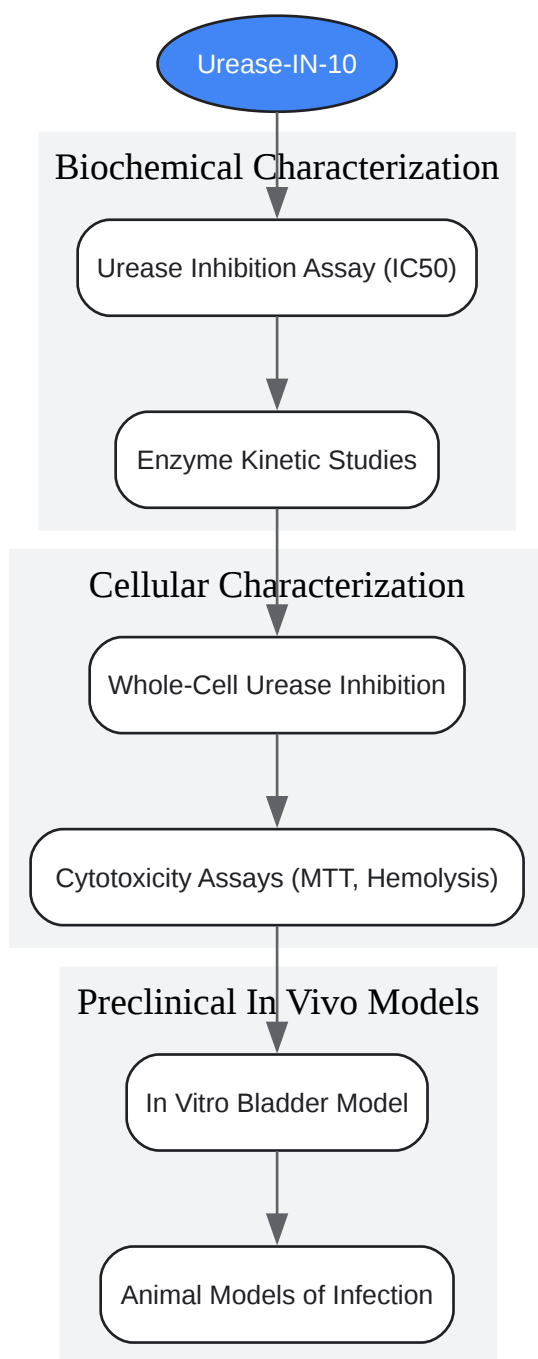 Urease-IN-10
Biochemical Characterization
Urease Inhibition Assay (IC50)
Enzyme Kinetic Studies
Cellular Characterization
Whole-Cell Urease Inhibition
Cytotoxicity Assays (MTT, Hemolysis)
Preclinical In Vivo Models
In Vitro Bladder Model
Animal Models of Infection